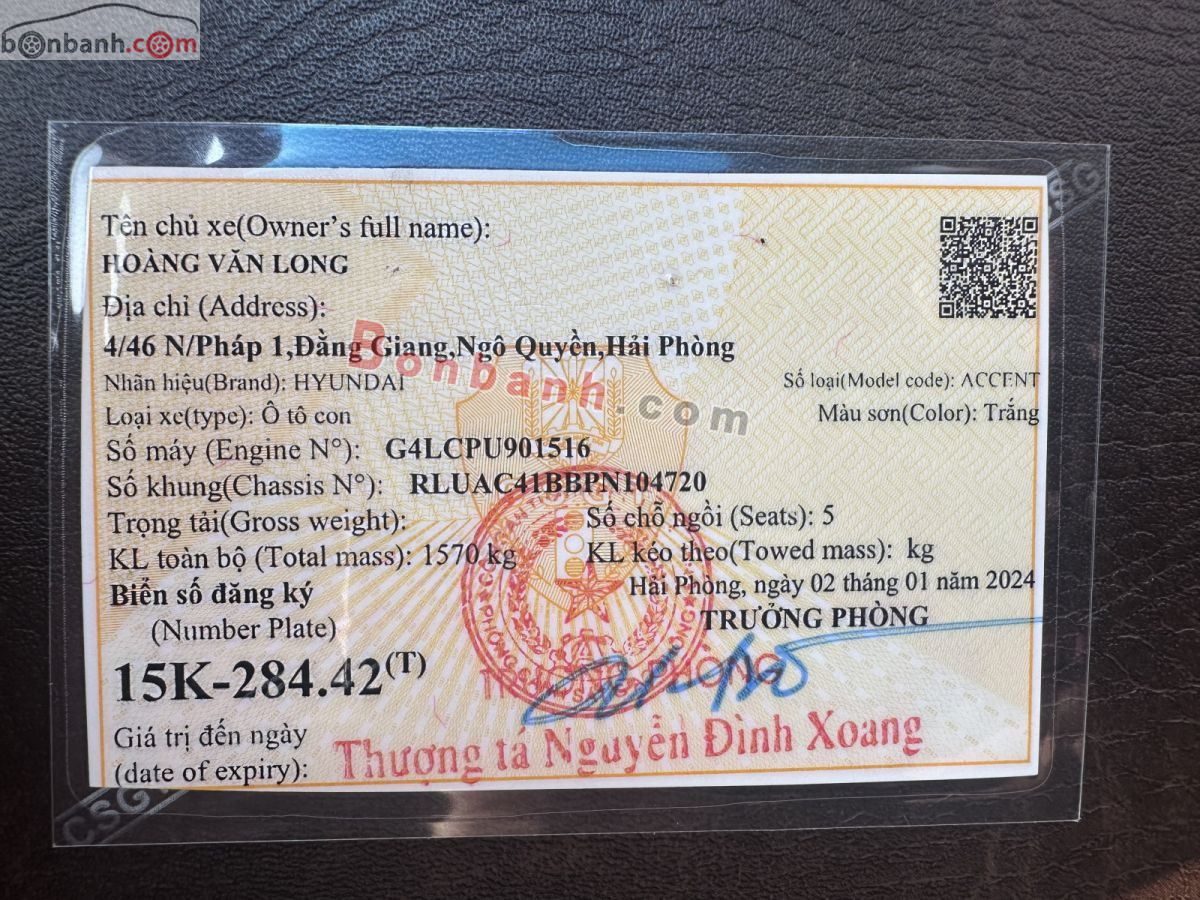 bonbanh.com
Tên chủ xe(Owner's full name):
HOÀNG VĂN LONG
Địa chỉ (Address):
4/46 N/Pháp 1,Đằng Giang,Ngô Quyền,Hải Phòng
Bonbanh.com
Nhãn hiệu(Brand): HYUNDAI Số loại(Model code): ACCENT
Loại xe(type): Ô tô con Màu sơn(Color): Trắng
Số máy (Engine N°): G4LCPU901516
Số khung(Chassis N°): RLUAC41BBPN104720
Trọng tải(Gross weight): Số chỗ ngồi (Seats): 5
KL toàn bộ (Total mass): 1570 kg KL kéo theo(Towed mass): kg
Biển số đăng ký Hải Phòng, ngày 02 tháng 01 năm 2024
(Number Plate) TRƯỞNG PHÒNG
15K-284.42(T)
Giá trị đến ngày
(date of expiry):
Thượng tá Nguyễn Đình Xoang
CSGT
CSG